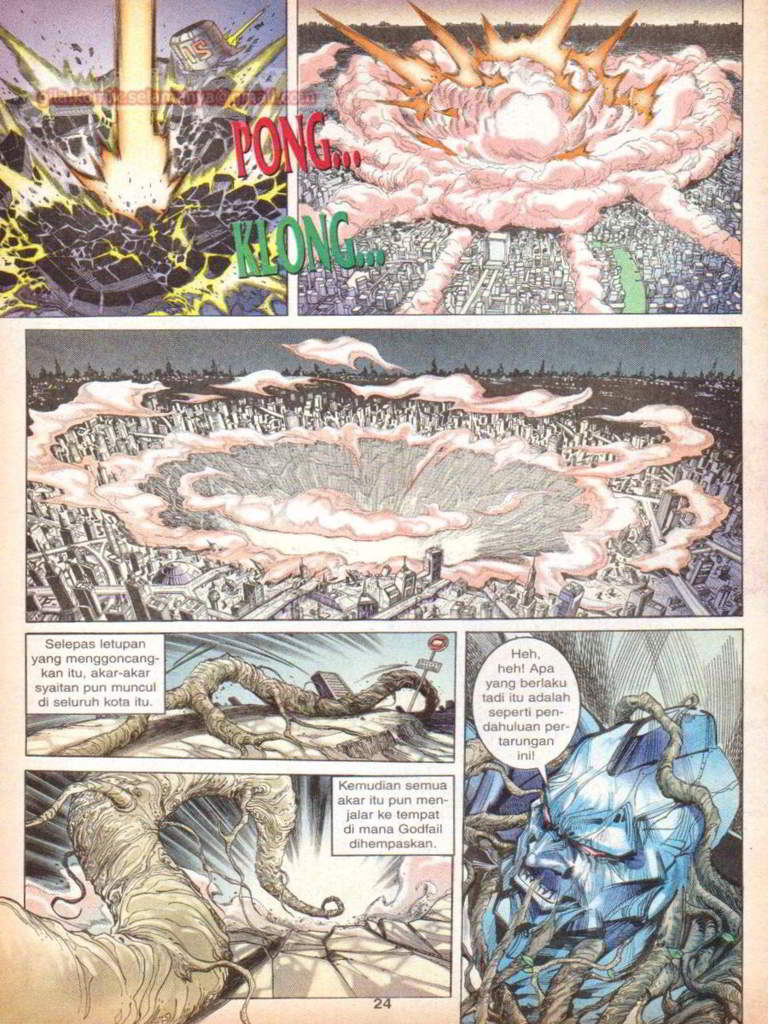 15
PONG...
KLONG...
Selepas letupan
yang menggoncang-
kan itu, akar-akar
syaitan pun muncul
di seluruh kota itu.
Heh,
heh! Apa
yang berlaku
tadi itu adalah
seperti pen-
dahuluan per-
tarungan
ini!
Kemudian semua
akar itu pun men-
jalar ke tempat
di mana Godfail
dihempaskan.
24